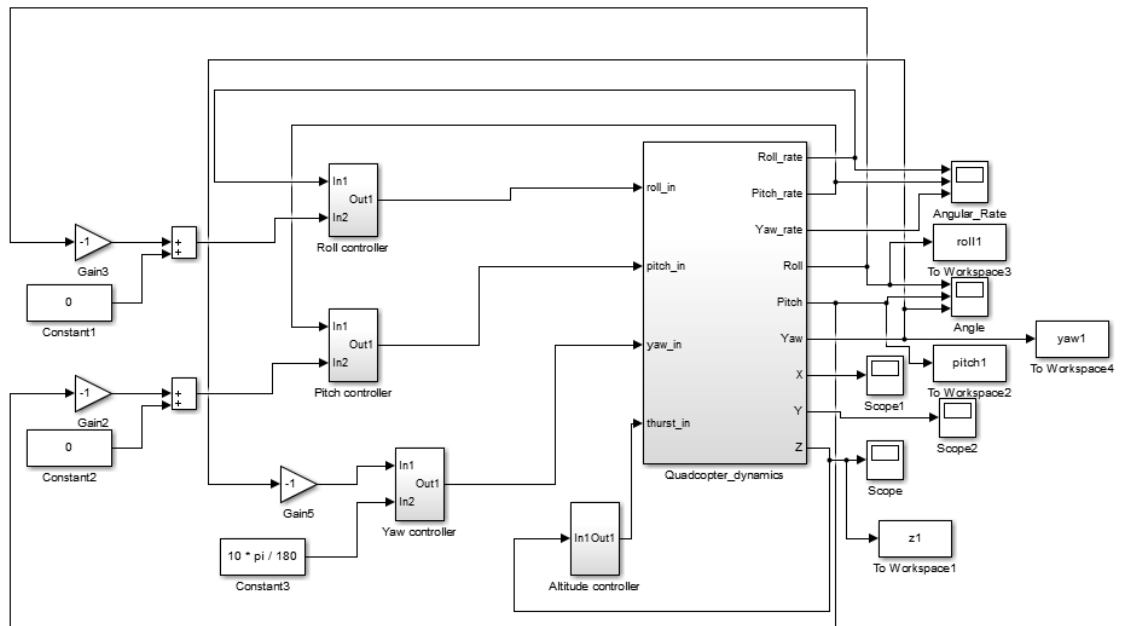 Roll_rate
In1
Out1
In2
Roll controller
roll_in
Pitch_rate
Angular_Rate
Yaw_rate
roll1
To Workspace3
-1
Gain3
+
+
0
Constant1
pitch_in
Roll
Pitch
Angle
In1
Out1
In2
Pitch controller
yaw_in
Yaw
yaw1
To Workspace4
X
Scope1
pitch1
To Workspace2
-1
Gain2
+
+
0
Constant2
thurst_in
Y
Scope2
Z
Quadcopter_dynamics
Scope
-1
Gain5
In1
Out1
In2
Yaw controller
10 * pi / 180
Constant3
In1 Out1
Altitude controller
z1
To Workspace1